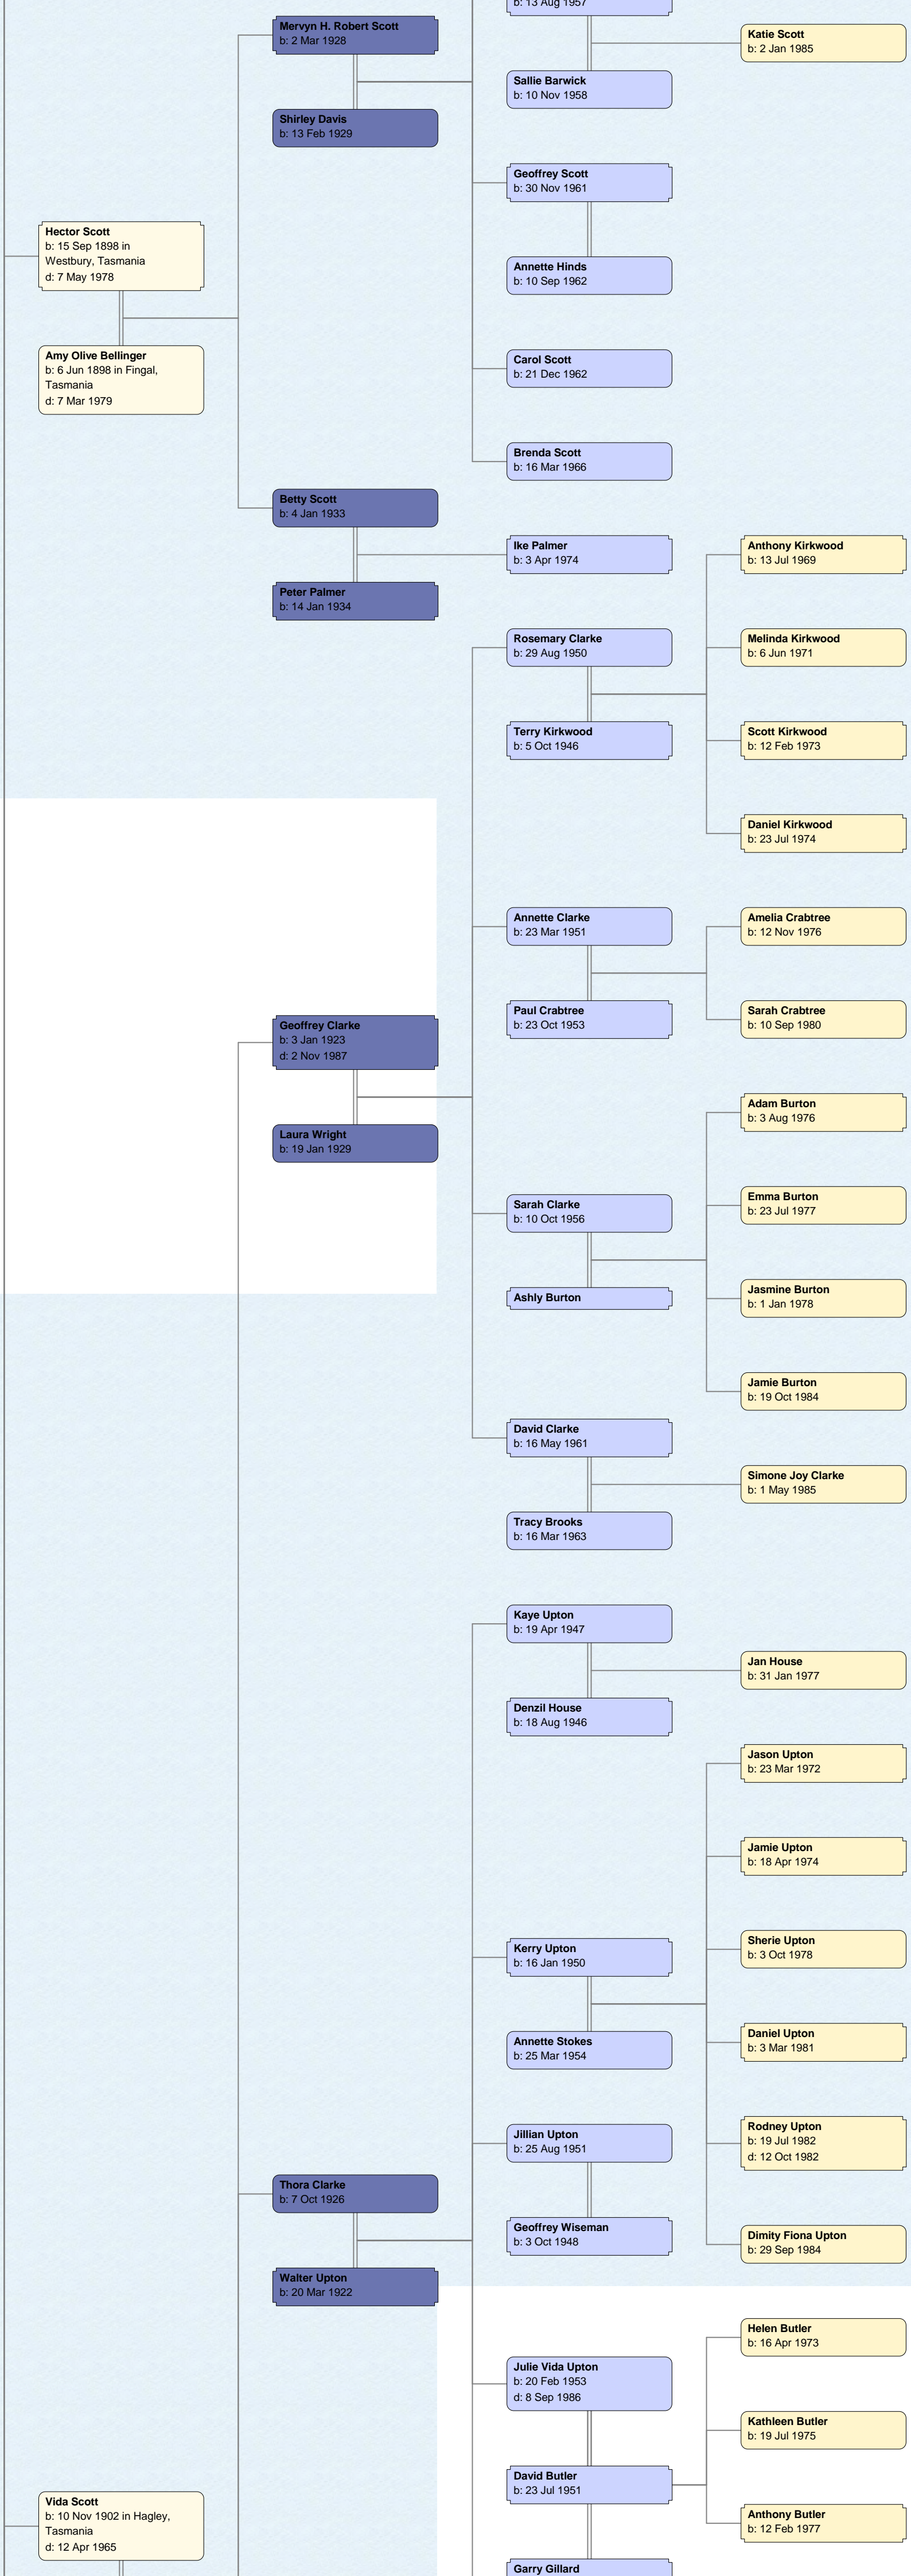 b: 13 Aug 1957
Mervyn H. Robert Scott
b: 2 Mar 1928
Katie Scott
b: 2 Jan 1985
Sallie Barwick
b: 10 Nov 1958
Shirley Davis
b: 13 Feb 1929
Geoffrey Scott
b: 30 Nov 1961
Hector Scott
b: 15 Sep 1898 in
Westbury, Tasmania
d: 7 May 1978
Annette Hinds
b: 10 Sep 1962
Amy Olive Bellinger
b: 6 Jun 1898 in Fingal,
Tasmania
d: 7 Mar 1979
Carol Scott
b: 21 Dec 1962
Brenda Scott
b: 16 Mar 1966
Betty Scott
b: 4 Jan 1933
Ike Palmer
b: 3 Apr 1974
Anthony Kirkwood
b: 13 Jul 1969
Peter Palmer
b: 14 Jan 1934
Rosemary Clarke
b: 29 Aug 1950
Melinda Kirkwood
b: 6 Jun 1971
Terry Kirkwood
b: 5 Oct 1946
Scott Kirkwood
b: 12 Feb 1973
Daniel Kirkwood
b: 23 Jul 1974
Annette Clarke
b: 23 Mar 1951
Amelia Crabtree
b: 12 Nov 1976
Paul Crabtree
b: 23 Oct 1953
Sarah Crabtree
b: 10 Sep 1980
Geoffrey Clarke
b: 3 Jan 1923
d: 2 Nov 1987
Adam Burton
b: 3 Aug 1976
Laura Wright
b: 19 Jan 1929
Emma Burton
b: 23 Jul 1977
Sarah Clarke
b: 10 Oct 1956
Jasmine Burton
b: 1 Jan 1978
Ashly Burton
Jamie Burton
b: 19 Oct 1984
David Clarke
b: 16 May 1961
Simone Joy Clarke
b: 1 May 1985
Tracy Brooks
b: 16 Mar 1963
Kaye Upton
b: 19 Apr 1947
Jan House
b: 31 Jan 1977
Denzil House
b: 18 Aug 1946
Jason Upton
b: 23 Mar 1972
Jamie Upton
b: 18 Apr 1974
Kerry Upton
b: 16 Jan 1950
Sherie Upton
b: 3 Oct 1978
Annette Stokes
b: 25 Mar 1954
Daniel Upton
b: 3 Mar 1981
Jillian Upton
b: 25 Aug 1951
Rodney Upton
b: 19 Jul 1982
d: 12 Oct 1982
Thora Clarke
b: 7 Oct 1926
Geoffrey Wiseman
b: 3 Oct 1948
Dimity Fiona Upton
b: 29 Sep 1984
Walter Upton
b: 20 Mar 1922
Helen Butler
b: 16 Apr 1973
Julie Vida Upton
b: 20 Feb 1953
d: 8 Sep 1986
Kathleen Butler
b: 19 Jul 1975
David Butler
b: 23 Jul 1951
Vida Scott
b: 10 Nov 1902 in Hagley,
Tasmania
d: 12 Apr 1965
Anthony Butler
b: 12 Feb 1977
Garry Gillard